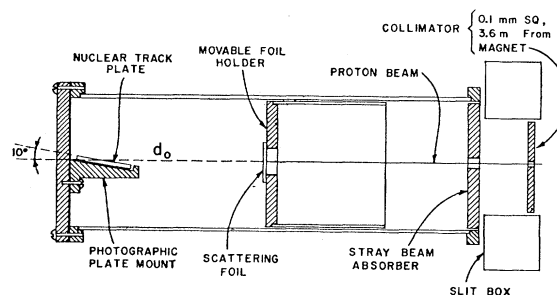 COLLIMATOR
0.1 mm SQ,
3.6 m From
MAGNET
NUCLEAR TRACK
PLATE
MOVABLE FOIL
HOLDER
PROTON BEAM
10°
do
PHOTOGRAPHIC
PLATE MOUNT
SCATTERING
FOIL
STRAY BEAM
ABSORBER
SLIT BOX